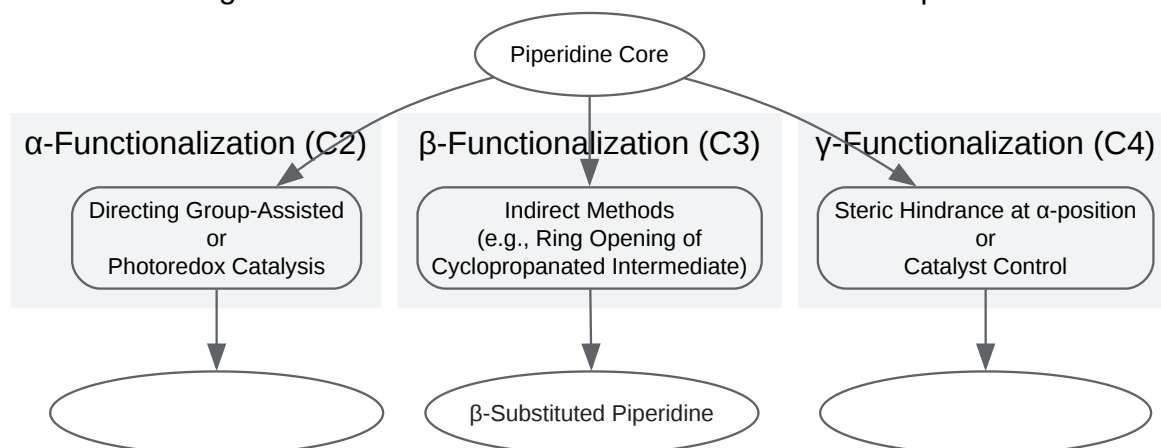 Piperidine Core
α-Functionalization (C2)
β-Functionalization (C3)
γ-Functionalization (C4)
Directing Group-Assisted
or
Photoredox Catalysis
Indirect Methods
(e.g., Ring Opening of
Cyclopropanated Intermediate)
Steric Hindrance at α-position
or
Catalyst Control
β-Substituted Piperidine